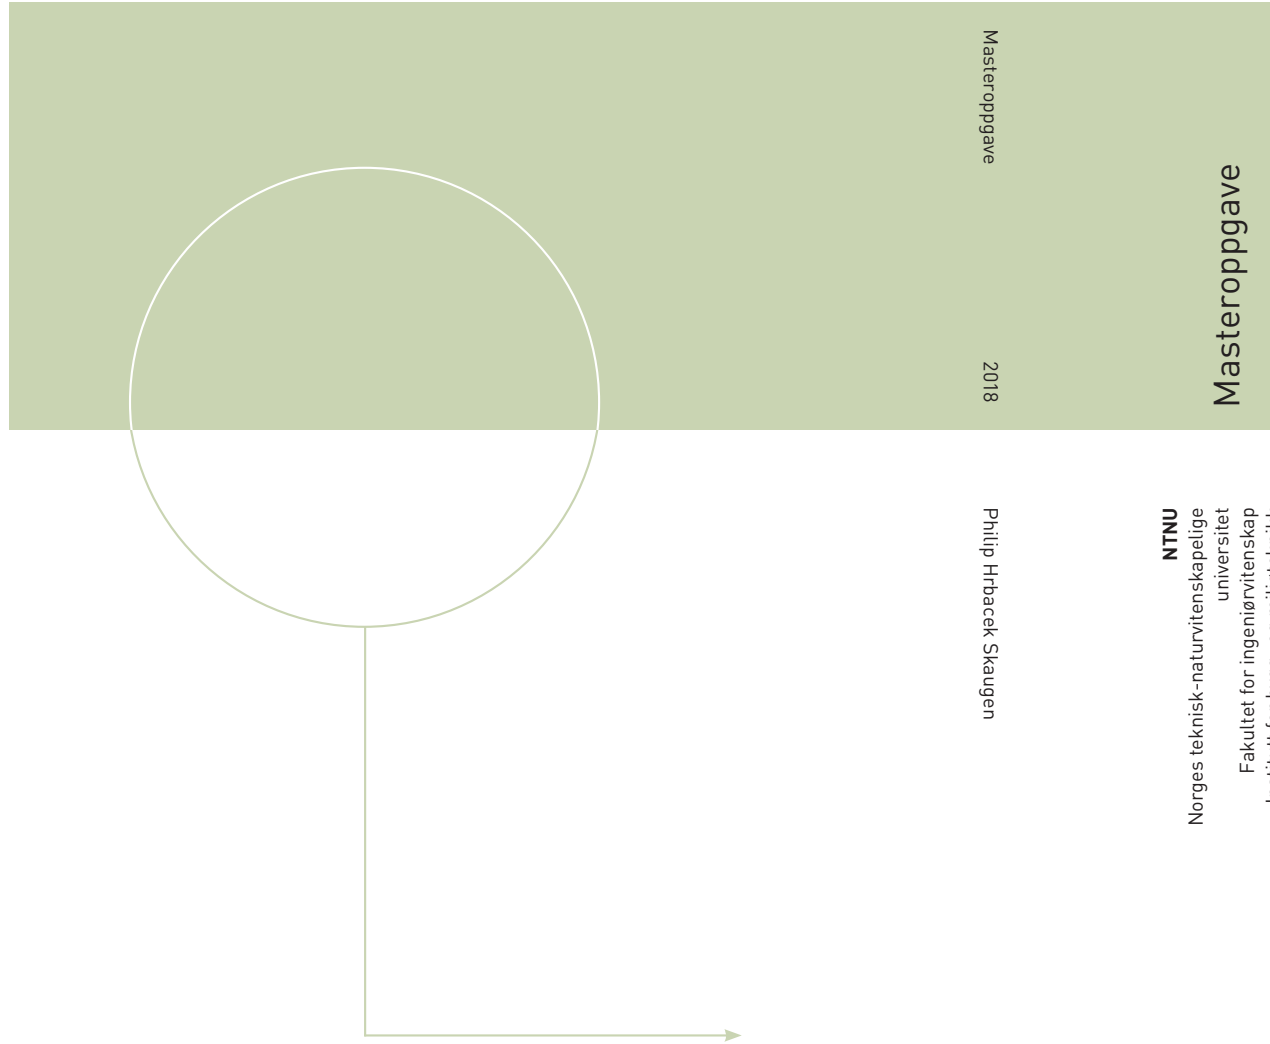 Masteroppgave
2018
Philip Hrbacek Skaugen
Masteroppgave
NTNU
Norges teknisk-naturvitenskapelige
universitet
Fakultet for ingeniørvitenskap